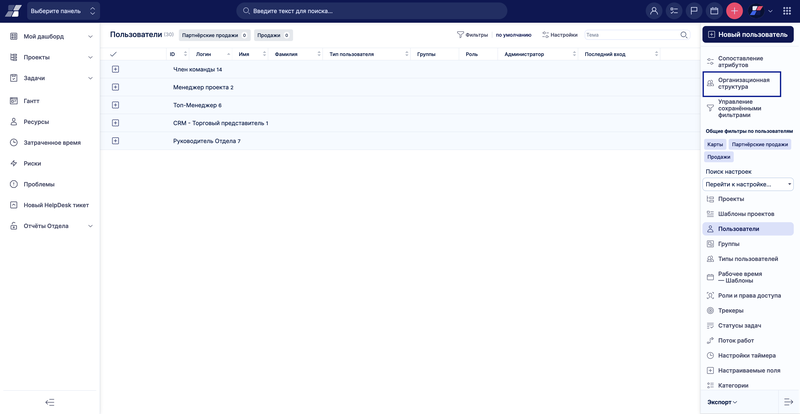 Выберите панель
Введите текст для поиска...
Мой дашборд
Проекты
Задачи
Гантт
Ресурсы
Затраченное время
Риски
Проблемы
Новый HelpDesk тикет
Отчёты Отдела
Пользователи (30)
Партнёрские продажи 0
Продажи 0
Фильтры
по умолчанию
Настройки
Тема
ID Логин Имя Фамилия Тип пользователя Группы Роль Администратор Последний вход
Член команды 14
Менеджер проекта 2
Топ-Менеджер 6
CRM - Торговый представитель 1
Руководитель Отдела 7
Новый пользователь
Сопоставление
атрибутов
Организационная
структура
Управление
сохранёнными
фильтрами
Общие фильтры по пользователям
Карты
Партнёрские продажи
Продажи
Поиск настроек
Перейти к настройке...
Проекты
Шаблоны проектов
Пользователи
Группы
Типы пользователей
Рабочее время
— Шаблоны
Роли и права доступа
Трекеры
Статусы задач
Поток работ
Настройки таймера
Настраиваемые поля
Категории
Экспорт